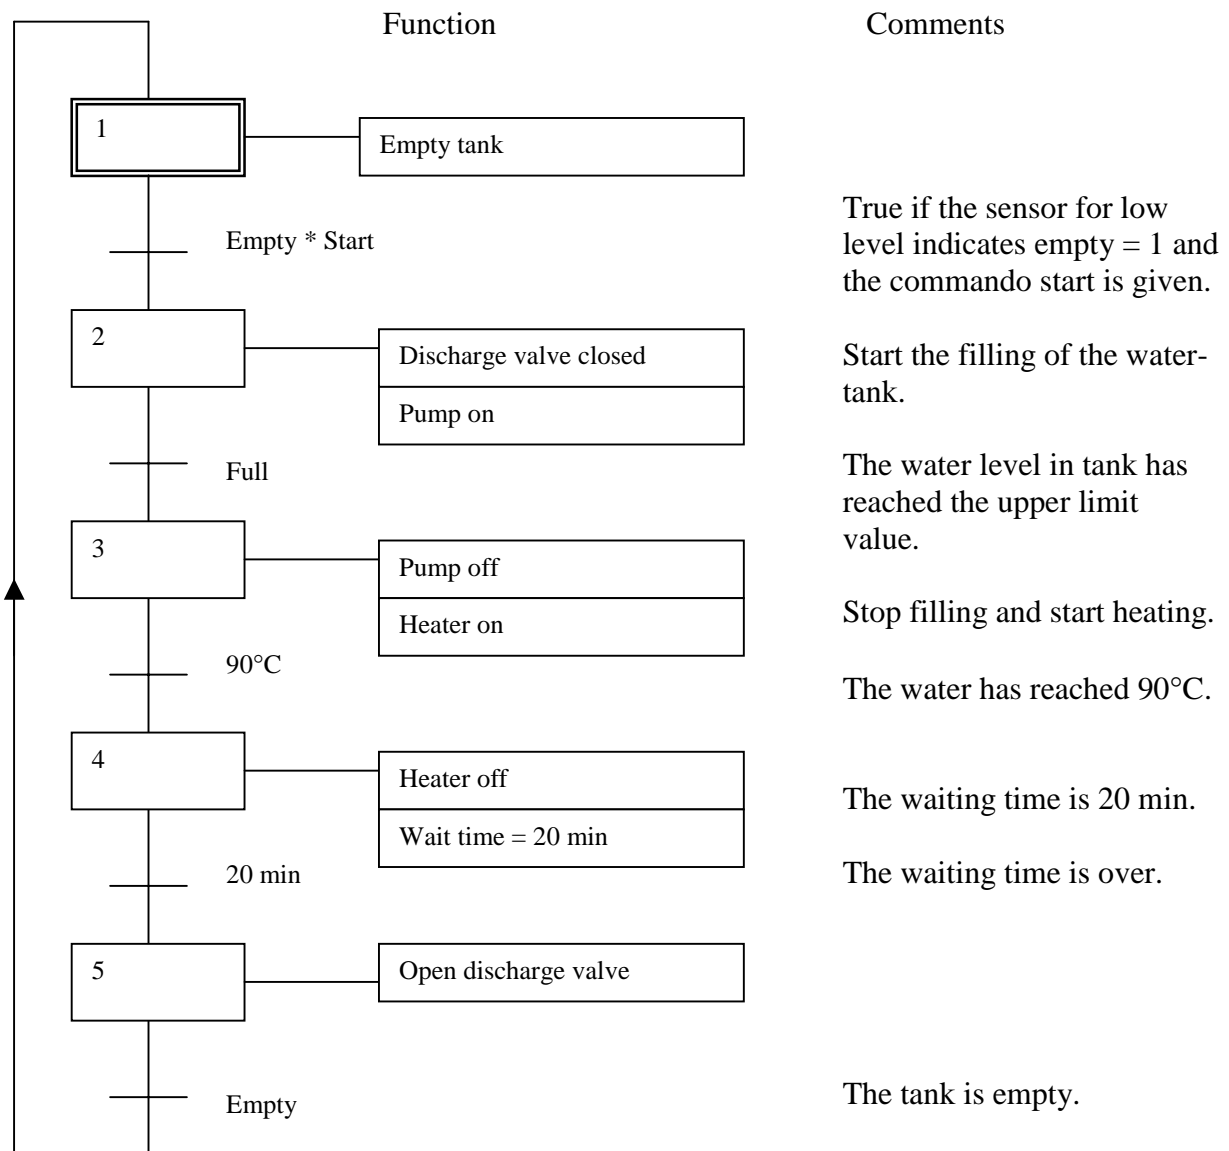 Function
Comments
1
Empty tank
Empty * Start
True if the sensor for low
level indicates empty = 1 and
the commando start is given.
2
Discharge valve closed
Pump on
Start the filling of the water-
tank.
Full
The water level in tank has
reached the upper limit
value.
3
Pump off
Heater on
Stop filling and start heating.
90°C
The water has reached 90°C.
4
Heater off
Wait time = 20 min
The waiting time is 20 min.
20 min
The waiting time is over.
5
Open discharge valve
Empty
The tank is empty.